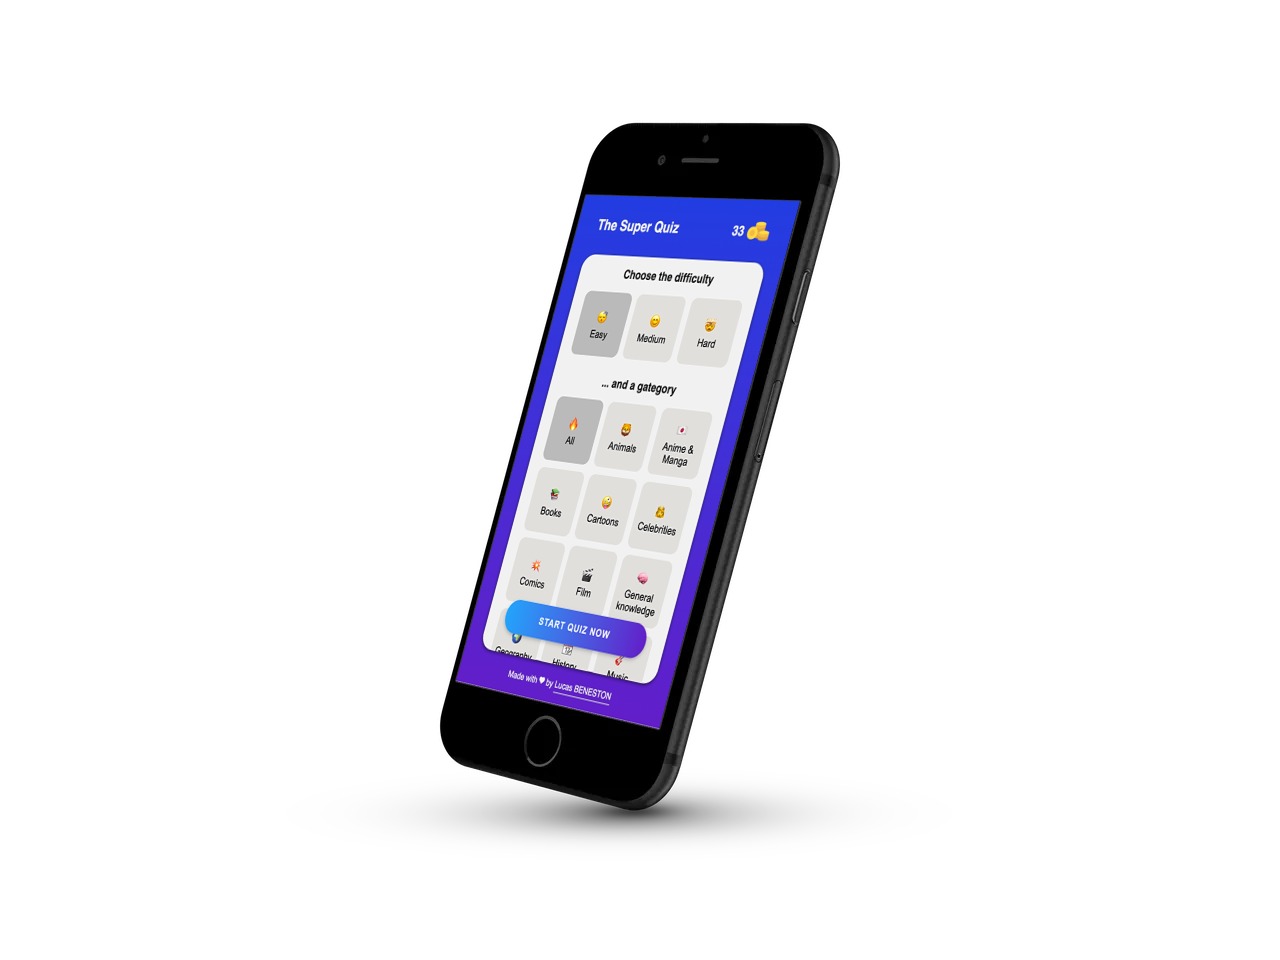 The Super Quiz
33
Choose the difficulty
Easy
Medium
Hard
... and a gategory
All
Animals
Anime &
Manga
Books
Cartoons
Celebrities
Comics
Film
General
knowledge
START QUIZ NOW
Geography
History
Music
Made with ♥ by Lucas BENESTON